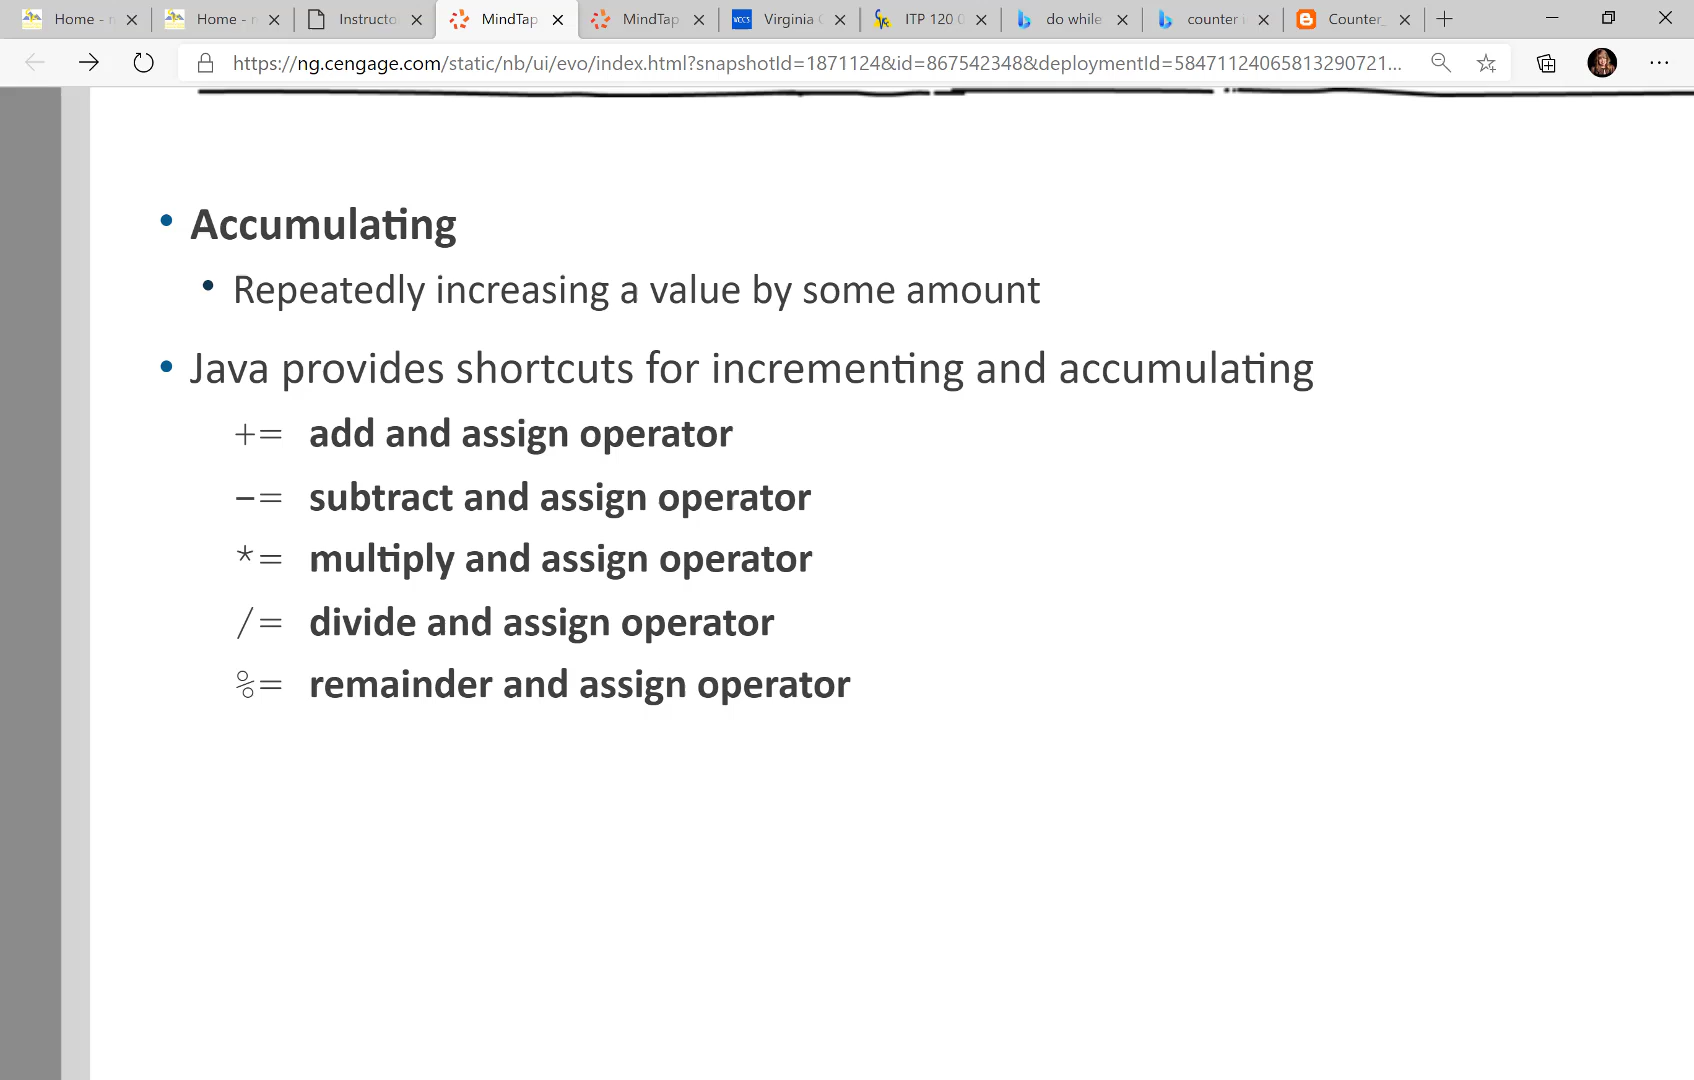 Home - Home - Instructo MindTap MindTap Virginia ITP 120 do while counter Counter_
https://ng.cengage.com/static/nb/ui/evo/index.html?snapshotId=1871124&id=867542348&deploymentId=58471124065813290721...
• Accumulating
• Repeatedly increasing a value by some amount
• Java provides shortcuts for incrementing and accumulating
+= add and assign operator
-= subtract and assign operator
*= multiply and assign operator
/= divide and assign operator
%= remainder and assign operator